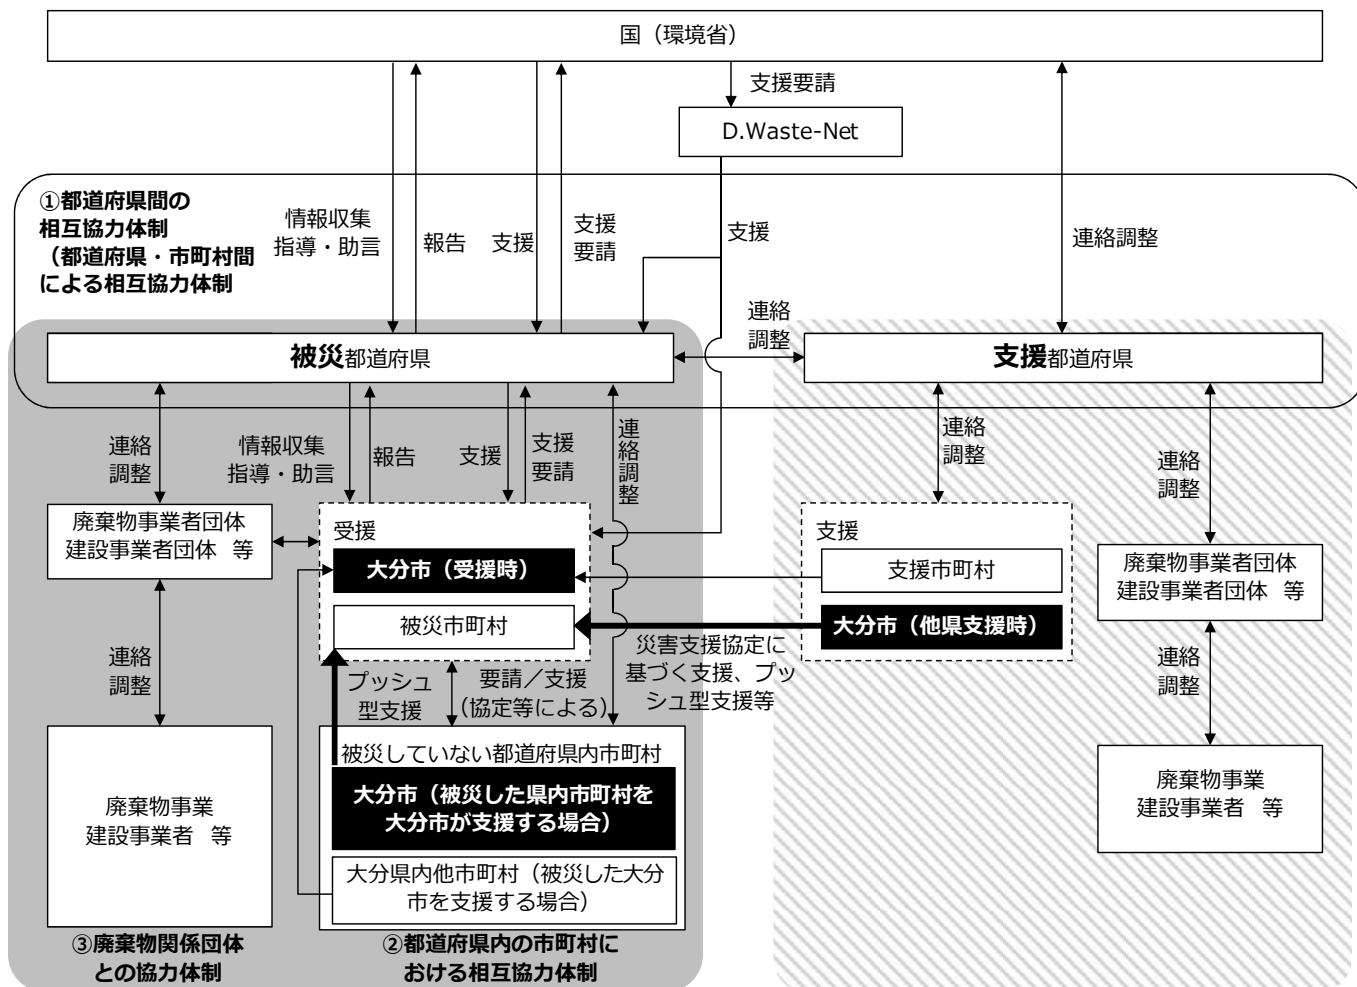 国（環境省）
支援要請
D.Waste-Net
①都道府県間の
相互協力体制
（都道府県・市町村間
による相互協力体制
情報収集
指導・助言
報告
支援
支援
要請
支援
連絡調整
連絡
調整
被災都道府県
支援都道府県
連絡
調整
情報収集
指導・助言
報告
支援
支援
要請
連絡調整
連絡
調整
連絡
調整
廃棄物事業者団体
建設事業者団体 等
受援
大分市（受援時）
被災市町村
支援
支援市町村
大分市（他県支援時）
廃棄物事業者団体
建設事業者団体 等
連絡
調整
プッシュ
型支援
要請／支援
（協定等による）
災害支援協定に
基づく支援、プッ
シュ型支援等
連絡
調整
廃棄物事業
建設事業者 等
被災していない都道府県内市町村
大分市（被災した県内市町村を
大分市が支援する場合）
大分県内他市町村（被災した大分
市を支援する場合）
廃棄物事業
建設事業者 等
③廃棄物関係団体
との協力体制
②都道府県内の市町村に
おける相互協力体制